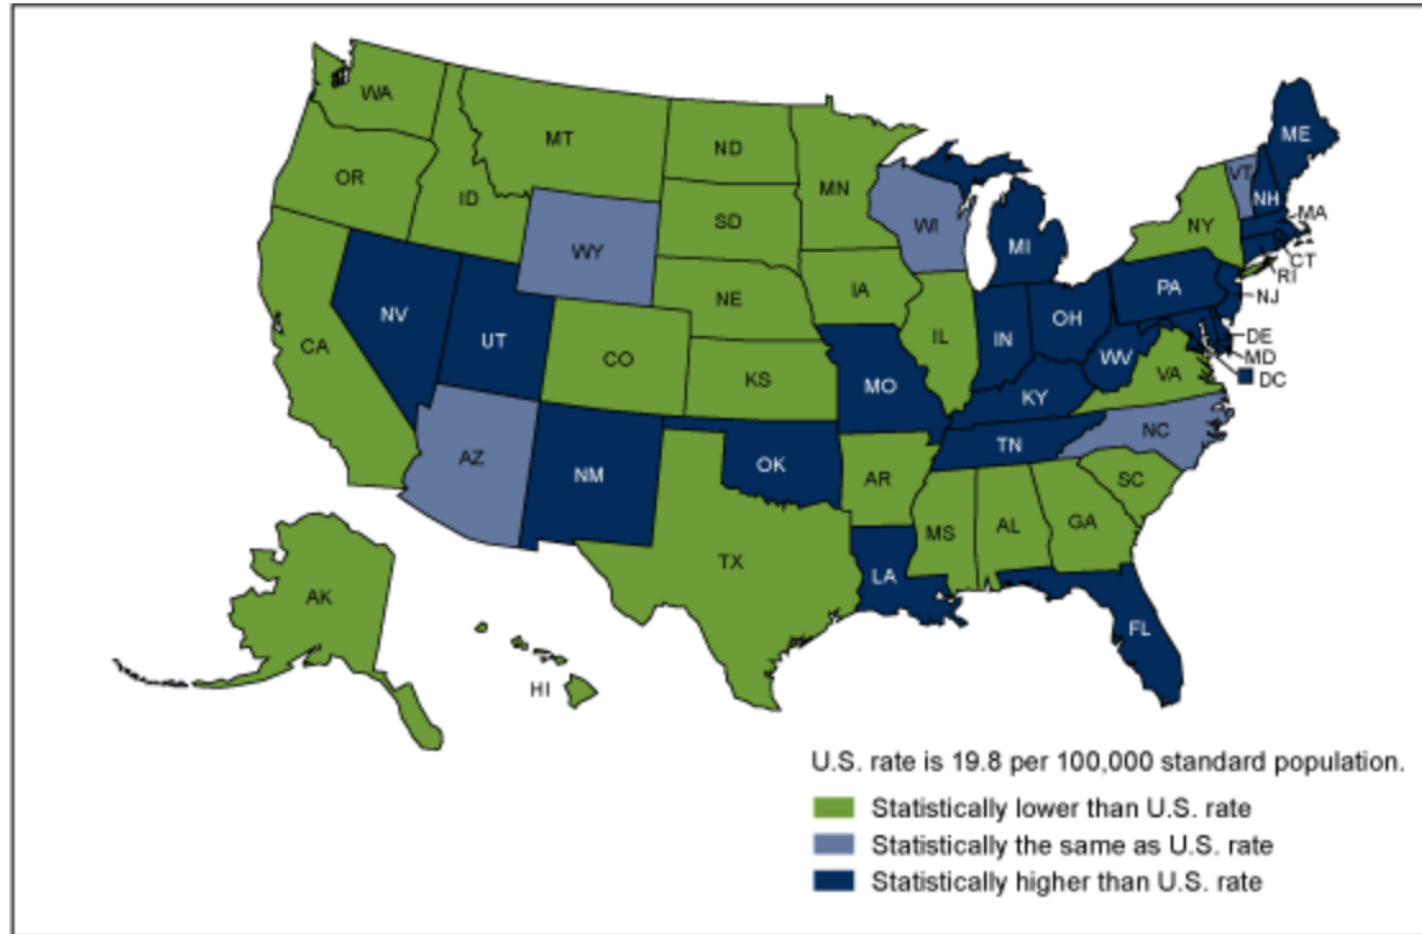 WA
MT
ND
MN
OR
ID
SD
WY
WI
MI
NY
VT
NH
ME
MA
CT
RI
NJ
PA
NV
UT
CO
NE
IA
IL
IN
OH
WV
DE
MD
DC
VA
CA
KS
MO
KY
NC
TN
AZ
NM
OK
AR
SC
MS
AL
GA
TX
LA
FL
AK
HI
U.S. rate is 19.8 per 100,000 standard population.
Statistically lower than U.S. rate
Statistically the same as U.S. rate
Statistically higher than U.S. rate